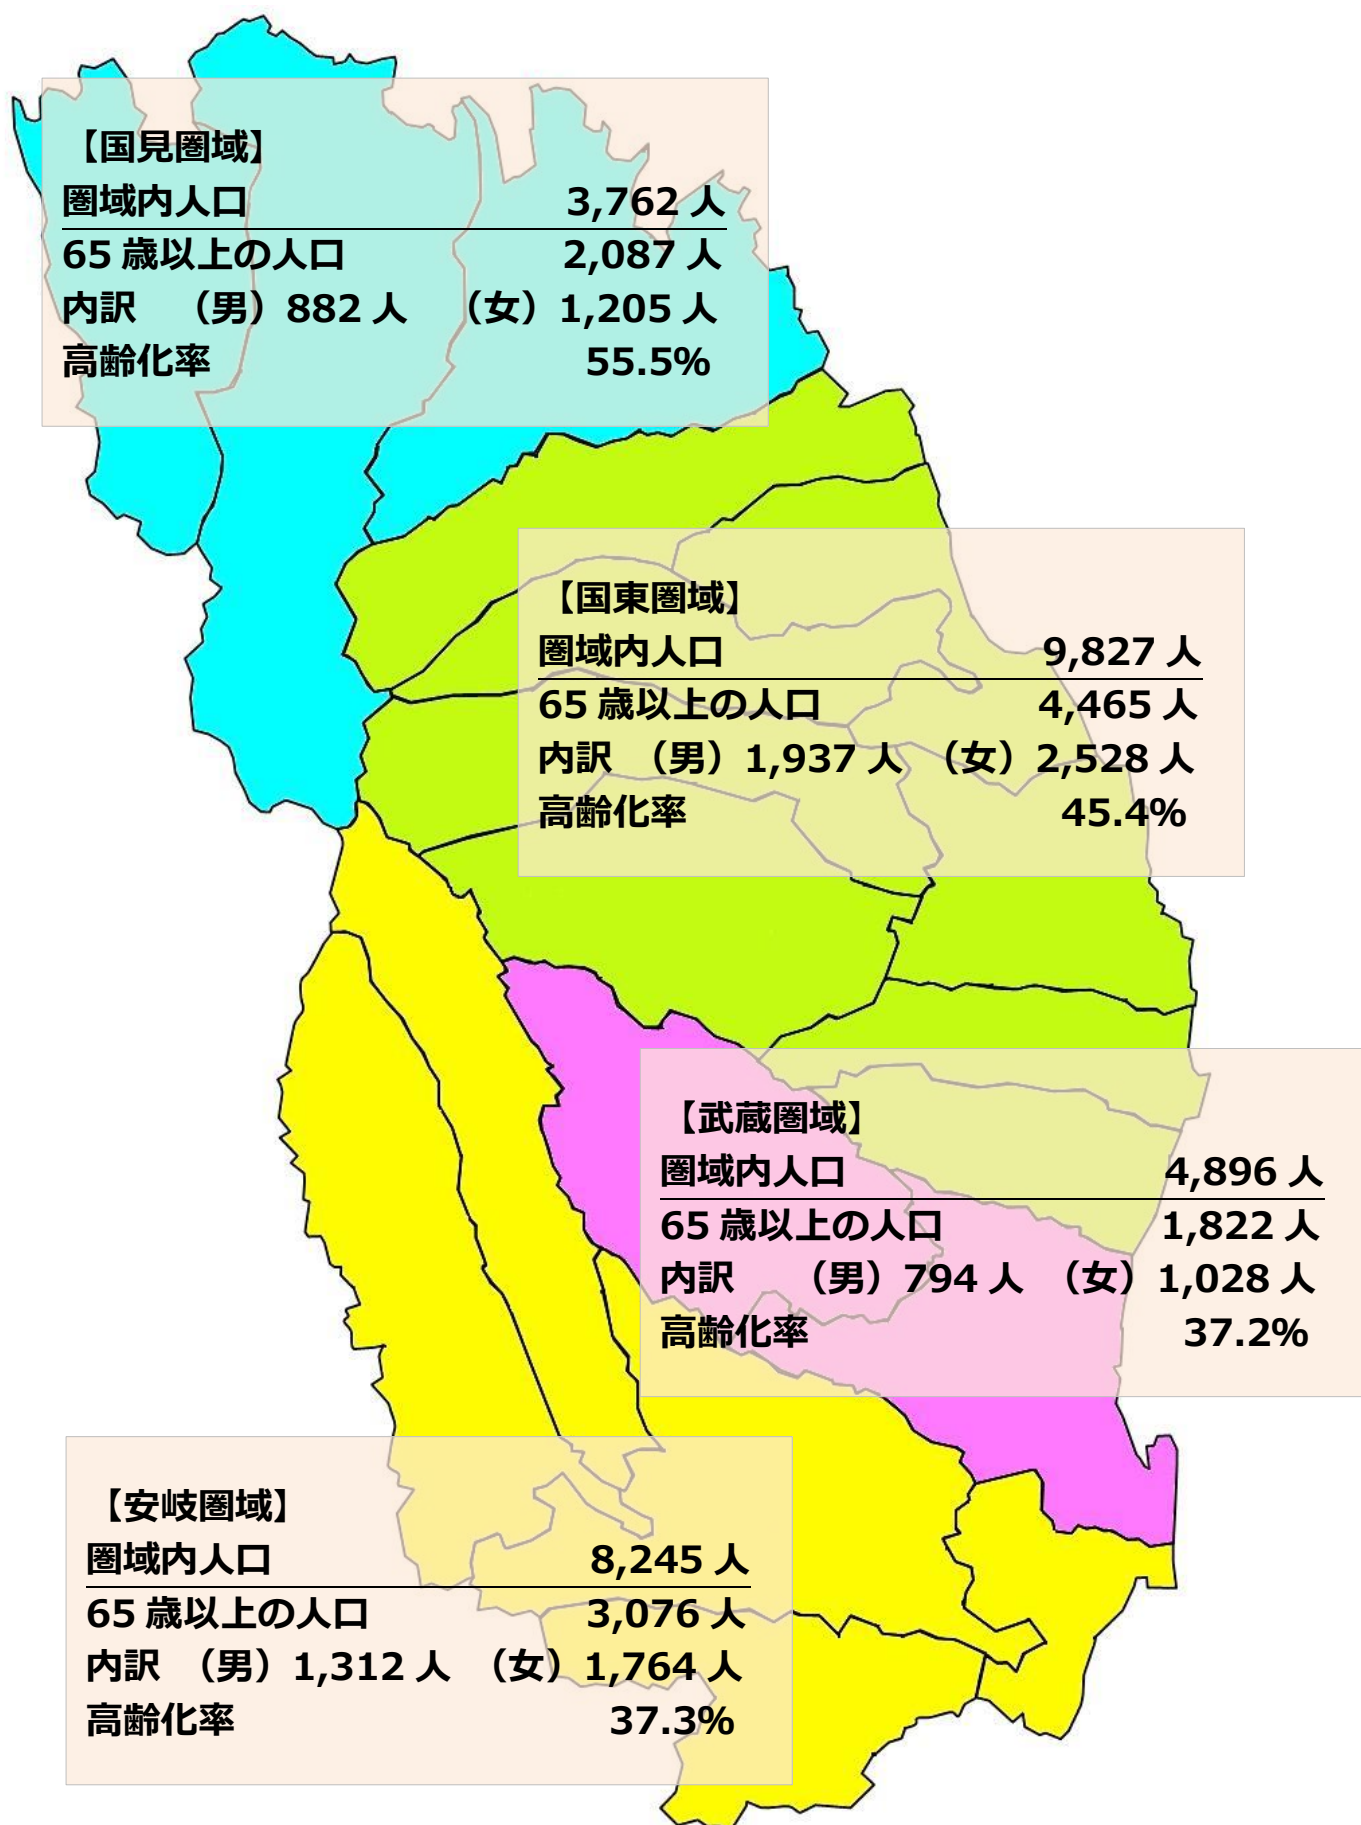 【国見圏域】
圏域内人口 3,762 人
65 歳以上の人口 2,087 人
内訳 （男）882 人 （女）1,205 人
高齢化率 55.5%
【国東圏域】
圏域内人口 9,827 人
65 歳以上の人口 4,465 人
内訳 （男）1,937 人 （女）2,528 人
高齢化率 45.4%
【武蔵圏域】
圏域内人口 4,896 人
65 歳以上の人口 1,822 人
内訳 （男）794 人 （女）1,028 人
高齢化率 37.2%
【安岐圏域】
圏域内人口 8,245 人
65 歳以上の人口 3,076 人
内訳 （男）1,312 人 （女）1,764 人
高齢化率 37.3%